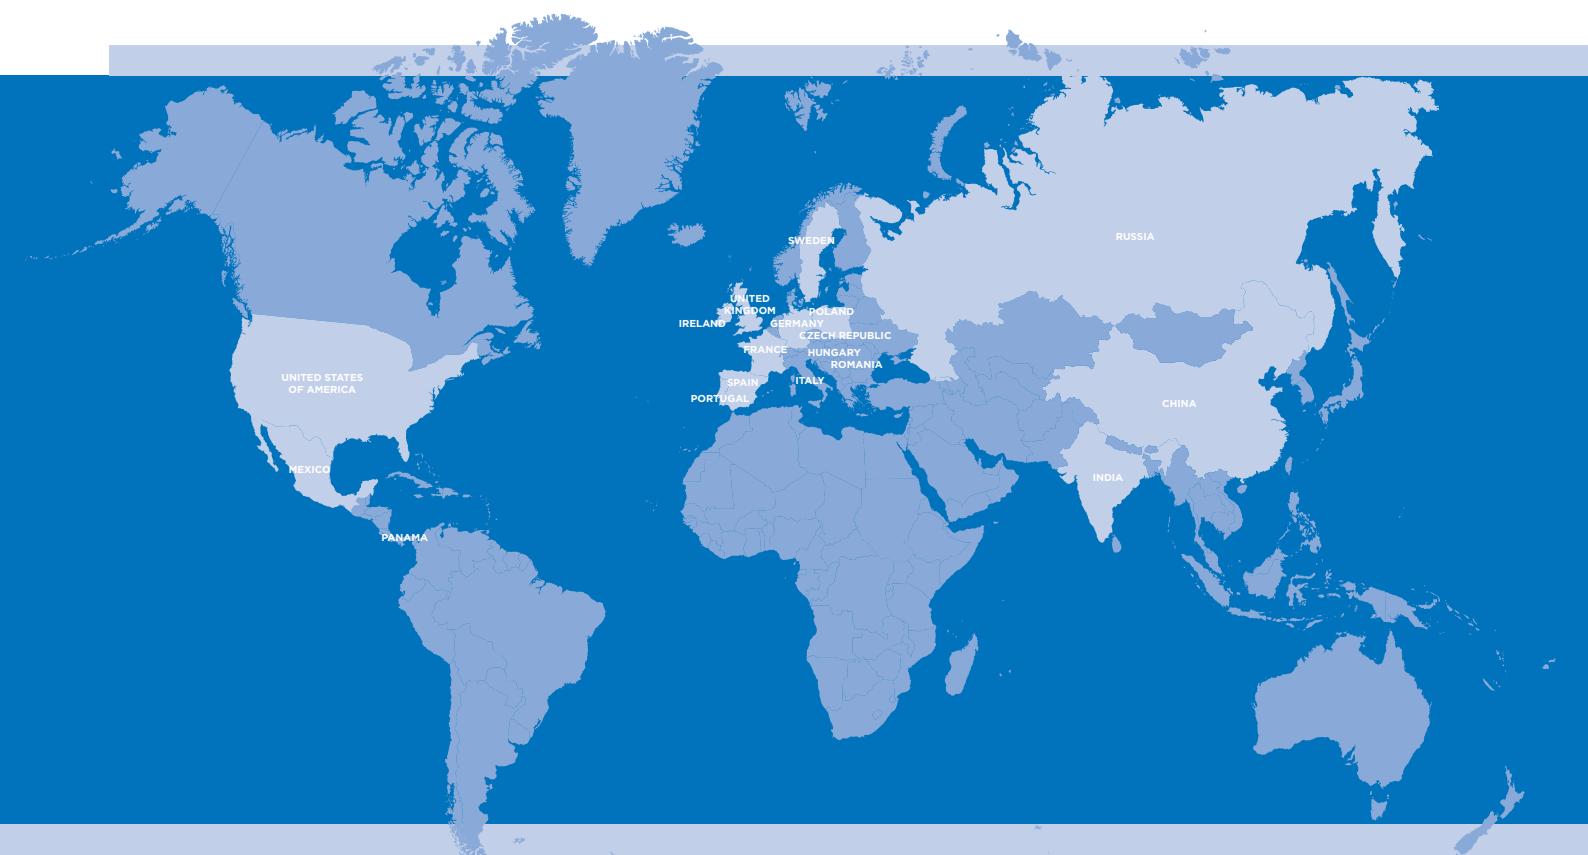 SWEDEN
RUSSIA
UNITED
KINGDOM
POLAND
IRELAND
GERMANY
CZECH REPUBLIC
FRANCE
HUNGARY
ROMANIA
UNITED STATES
OF AMERICA
SPAIN
ITALY
PORTUGAL
CHINA
MEXICO
INDIA
PANAMA